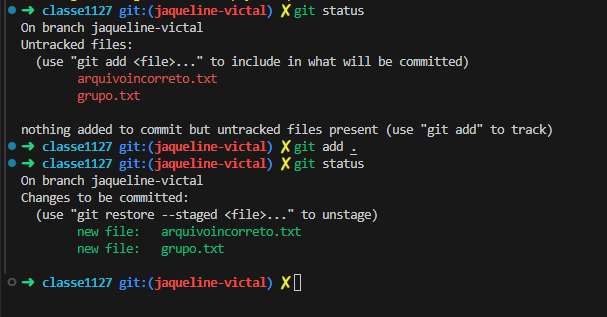 ➜ classe1127 git:(jaqueline-victal) ✗ git status
On branch jaqueline-victal
Untracked files:
  (use "git add <file>..." to include in what will be committed)
        arquivoincorreto.txt
        grupo.txt
nothing added to commit but untracked files present (use "git add" to track)
➜ classe1127 git:(jaqueline-victal) ✗ git add .
➜ classe1127 git:(jaqueline-victal) ✗ git status
On branch jaqueline-victal
Changes to be committed:
  (use "git restore --staged <file>..." to unstage)
        new file:   arquivoincorreto.txt
        new file:   grupo.txt
➜ classe1127 git:(jaqueline-victal) ✗